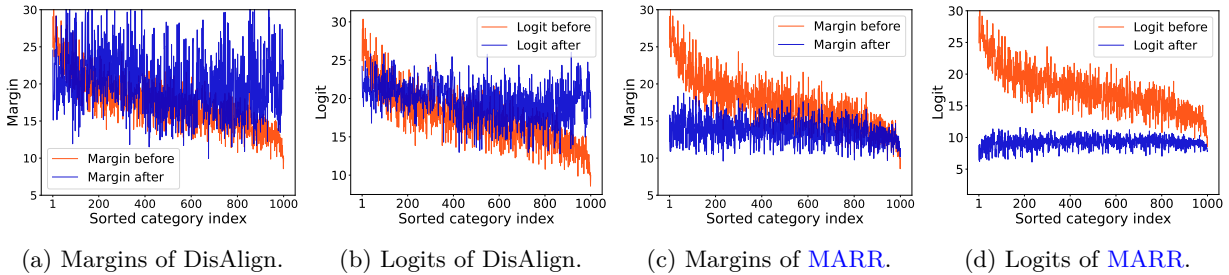 30
25
20
15
10
5
Margin
Margin before
Margin after
1 200 400 600 800 1000
Sorted category index
(a) Margins of DisAlign.
30
25
20
15
10
Logit
Logit before
Logit after
1 200 400 600 800 1000
Sorted category index
(b) Logits of DisAlign.
30
25
20
15
10
5
Margin
Margin before
Margin after
1 200 400 600 800 1000
Sorted category index
(c) Margins of MARR.
30
25
20
15
10
5
Logit
Logit before
Logit after
1 200 400 600 800 1000
Sorted category index
(d) Logits of MARR.